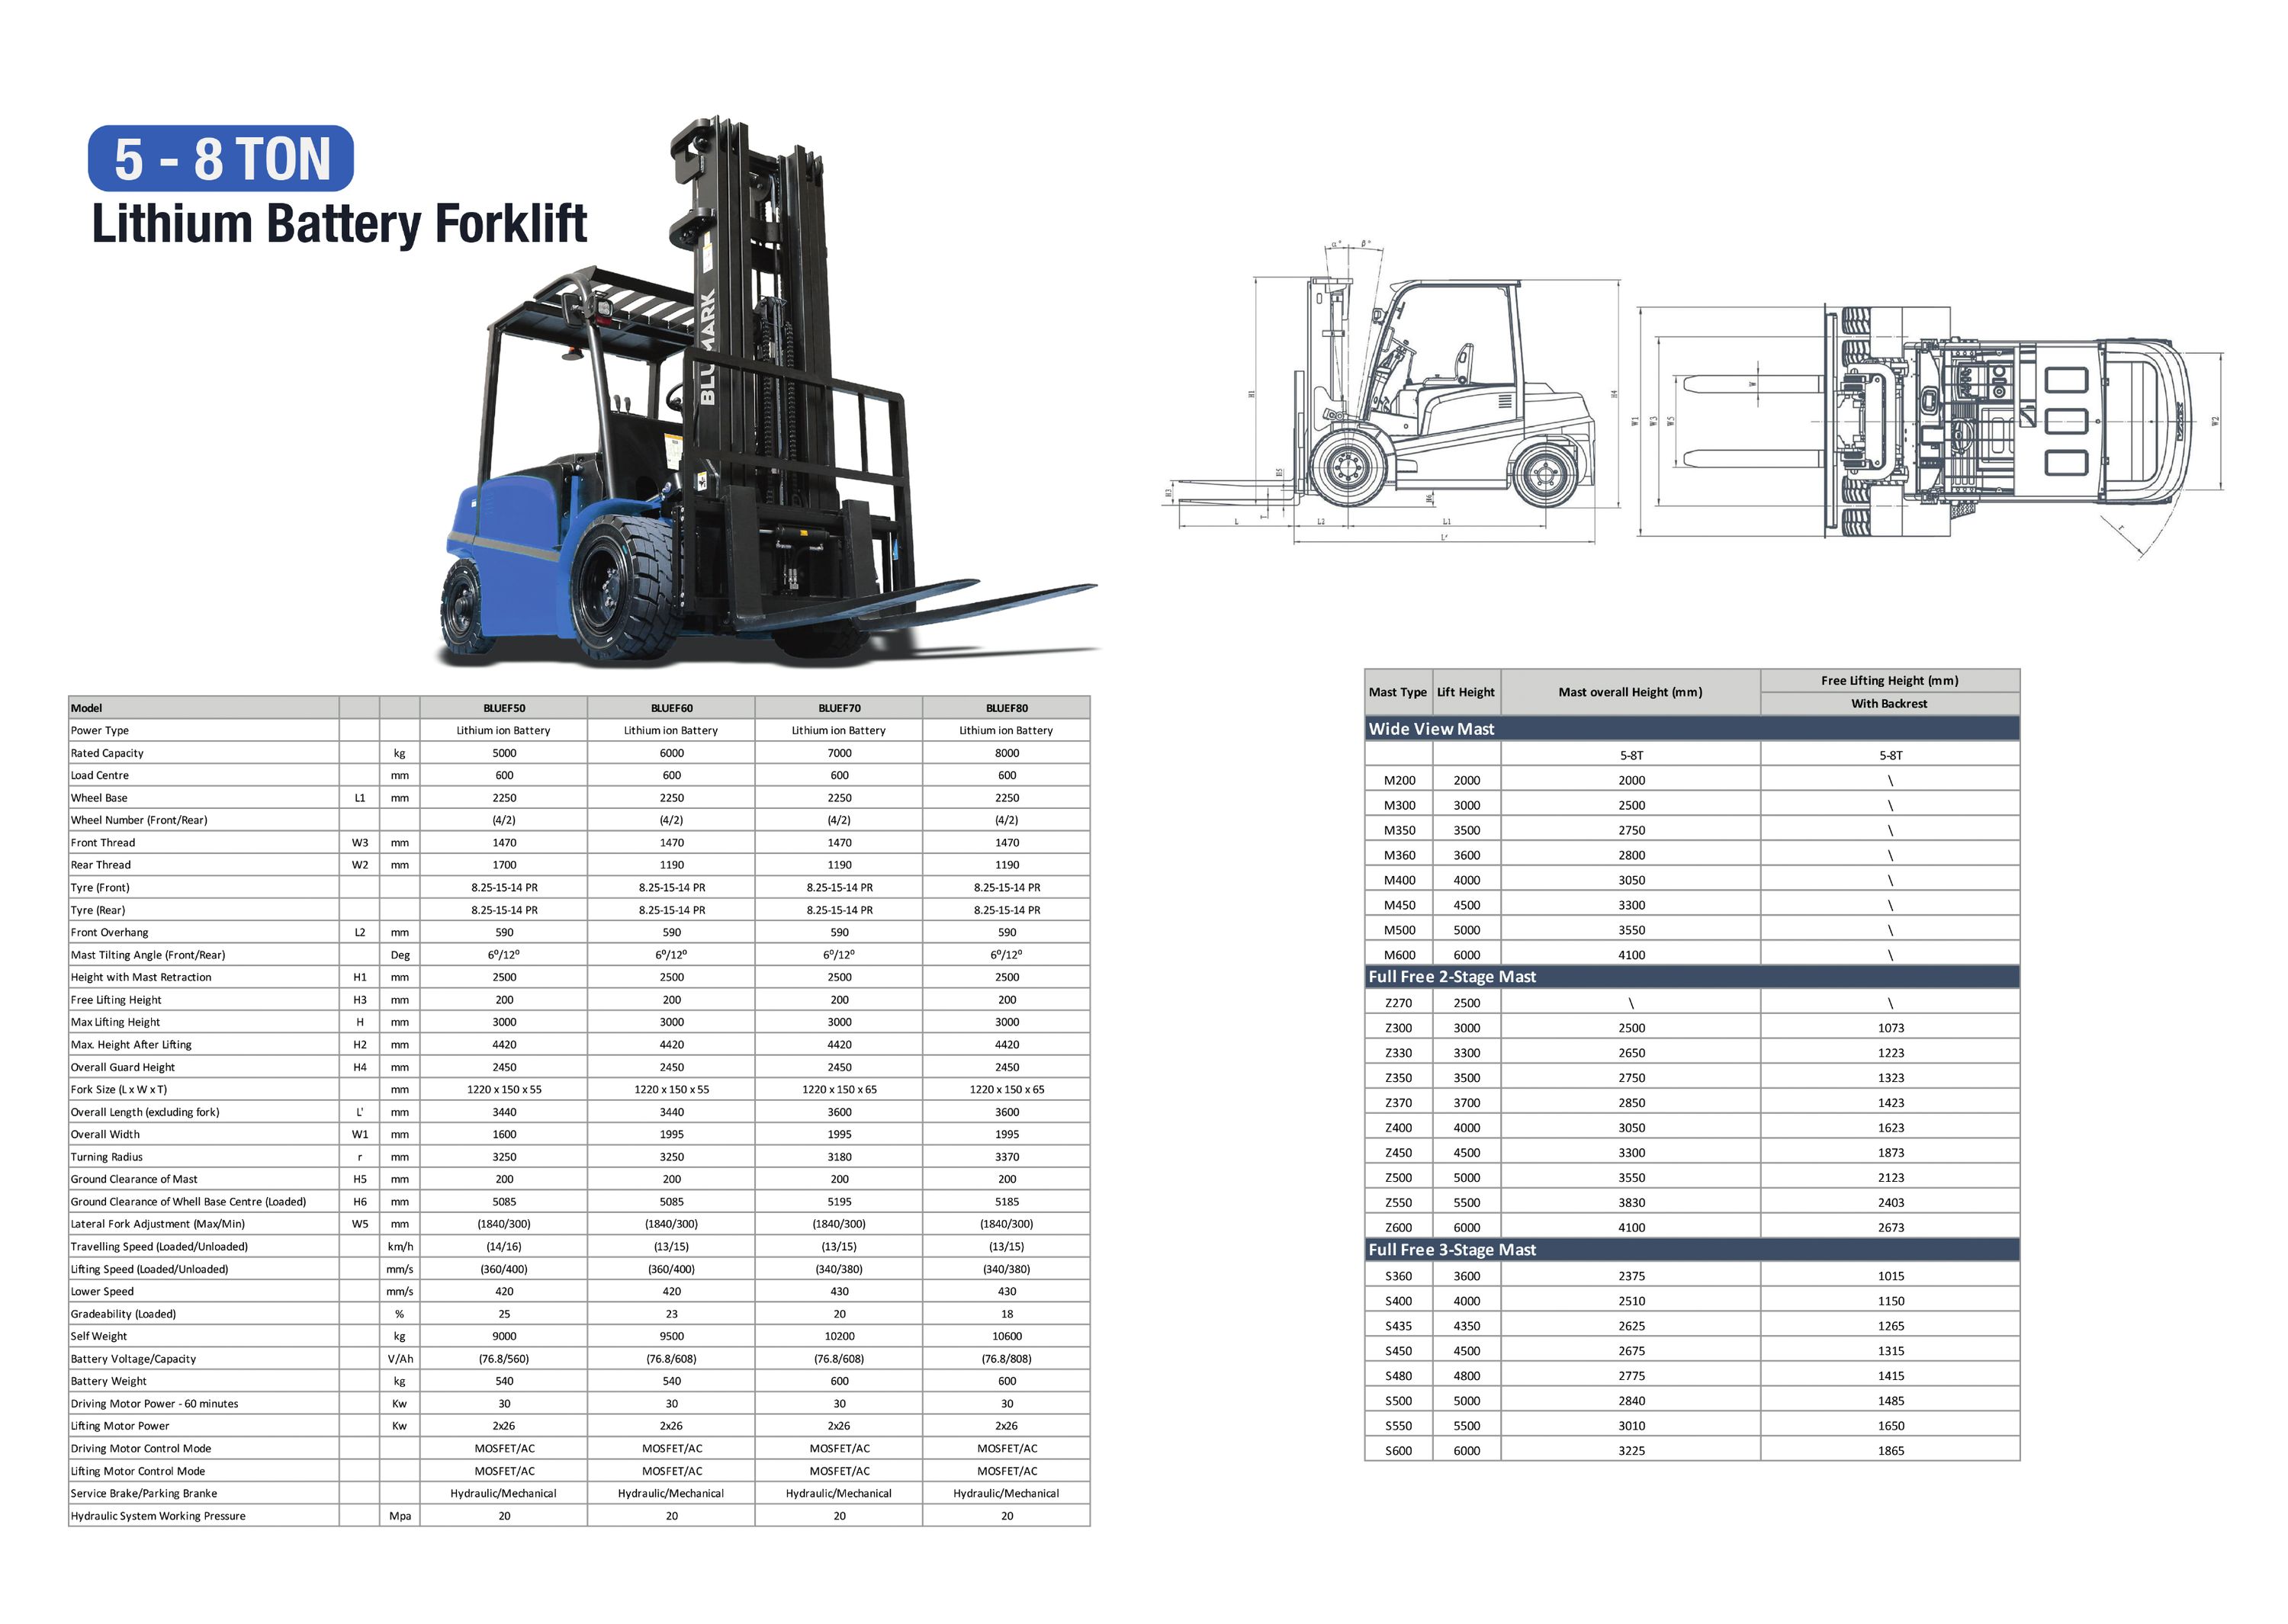 5 - 8 TON
Lithium Battery Forklift
BLUEMARK
α° β°
H1
H4
H3
H5
T
H6
L L2 L1
L'
W1
W3
W5
W
W2
r
Model BLUEF50 BLUEF60 BLUEF70 BLUEF80
Power Type Lithium ion Battery Lithium ion Battery Lithium ion Battery Lithium ion Battery
Rated Capacity kg 5000 6000 7000 8000
Load Centre mm 600 600 600 600
Wheel Base L1 mm 2250 2250 2250 2250
Wheel Number (Front/Rear) (4/2) (4/2) (4/2) (4/2)
Front Thread W3 mm 1470 1470 1470 1470
Rear Thread W2 mm 1700 1190 1190 1190
Tyre (Front) 8.25-15-14 PR 8.25-15-14 PR 8.25-15-14 PR 8.25-15-14 PR
Tyre (Rear) 8.25-15-14 PR 8.25-15-14 PR 8.25-15-14 PR 8.25-15-14 PR
Front Overhang L2 mm 590 590 590 590
Mast Tilting Angle (Front/Rear) Deg 6⁰/12⁰ 6⁰/12⁰ 6⁰/12⁰ 6⁰/12⁰
Height with Mast Retraction H1 mm 2500 2500 2500 2500
Free Lifting Height H3 mm 200 200 200 200
Max Lifting Height H mm 3000 3000 3000 3000
Max. Height After Lifting H2 mm 4420 4420 4420 4420
Overall Guard Height H4 mm 2450 2450 2450 2450
Fork Size (L x W x T) mm 1220 x 150 x 55 1220 x 150 x 55 1220 x 150 x 65 1220 x 150 x 65
Overall Length (excluding fork) L' mm 3440 3440 3600 3600
Overall Width W1 mm 1600 1995 1995 1995
Turning Radius r mm 3250 3250 3180 3370
Ground Clearance of Mast H5 mm 200 200 200 200
Ground Clearance of Whell Base Centre (Loaded) H6 mm 5085 5085 5195 5185
Lateral Fork Adjustment (Max/Min) W5 mm (1840/300) (1840/300) (1840/300) (1840/300)
Travelling Speed (Loaded/Unloaded) km/h (14/16) (13/15) (13/15) (13/15)
Lifting Speed (Loaded/Unloaded) mm/s (360/400) (360/400) (340/380) (340/380)
Lower Speed mm/s 420 420 430 430
Gradeability (Loaded) % 25 23 20 18
Self Weight kg 9000 9500 10200 10600
Battery Voltage/Capacity V/Ah (76.8/560) (76.8/608) (76.8/608) (76.8/808)
Battery Weight kg 540 540 600 600
Driving Motor Power - 60 minutes Kw 30 30 30 30
Lifting Motor Power Kw 2x26 2x26 2x26 2x26
Driving Motor Control Mode MOSFET/AC MOSFET/AC MOSFET/AC MOSFET/AC
Lifting Motor Control Mode MOSFET/AC MOSFET/AC MOSFET/AC MOSFET/AC
Service Brake/Parking Branke Hydraulic/Mechanical Hydraulic/Mechanical Hydraulic/Mechanical Hydraulic/Mechanical
Hydraulic System Working Pressure Mpa 20 20 20 20
Mast Type Lift Height Mast overall Height (mm) Free Lifting Height (mm)
With Backrest
Wide View Mast
5-8T 5-8T
M200 2000 2000 \
M300 3000 2500 \
M350 3500 2750 \
M360 3600 2800 \
M400 4000 3050 \
M450 4500 3300 \
M500 5000 3550 \
M600 6000 4100 \
Full Free 2-Stage Mast
Z270 2500 \ \
Z300 3000 2500 1073
Z330 3300 2650 1223
Z350 3500 2750 1323
Z370 3700 2850 1423
Z400 4000 3050 1623
Z450 4500 3300 1873
Z500 5000 3550 2123
Z550 5500 3830 2403
Z600 6000 4100 2673
Full Free 3-Stage Mast
S360 3600 2375 1015
S400 4000 2510 1150
S435 4350 2625 1265
S450 4500 2675 1315
S480 4800 2775 1415
S500 5000 2840 1485
S550 5500 3010 1650
S600 6000 3225 1865